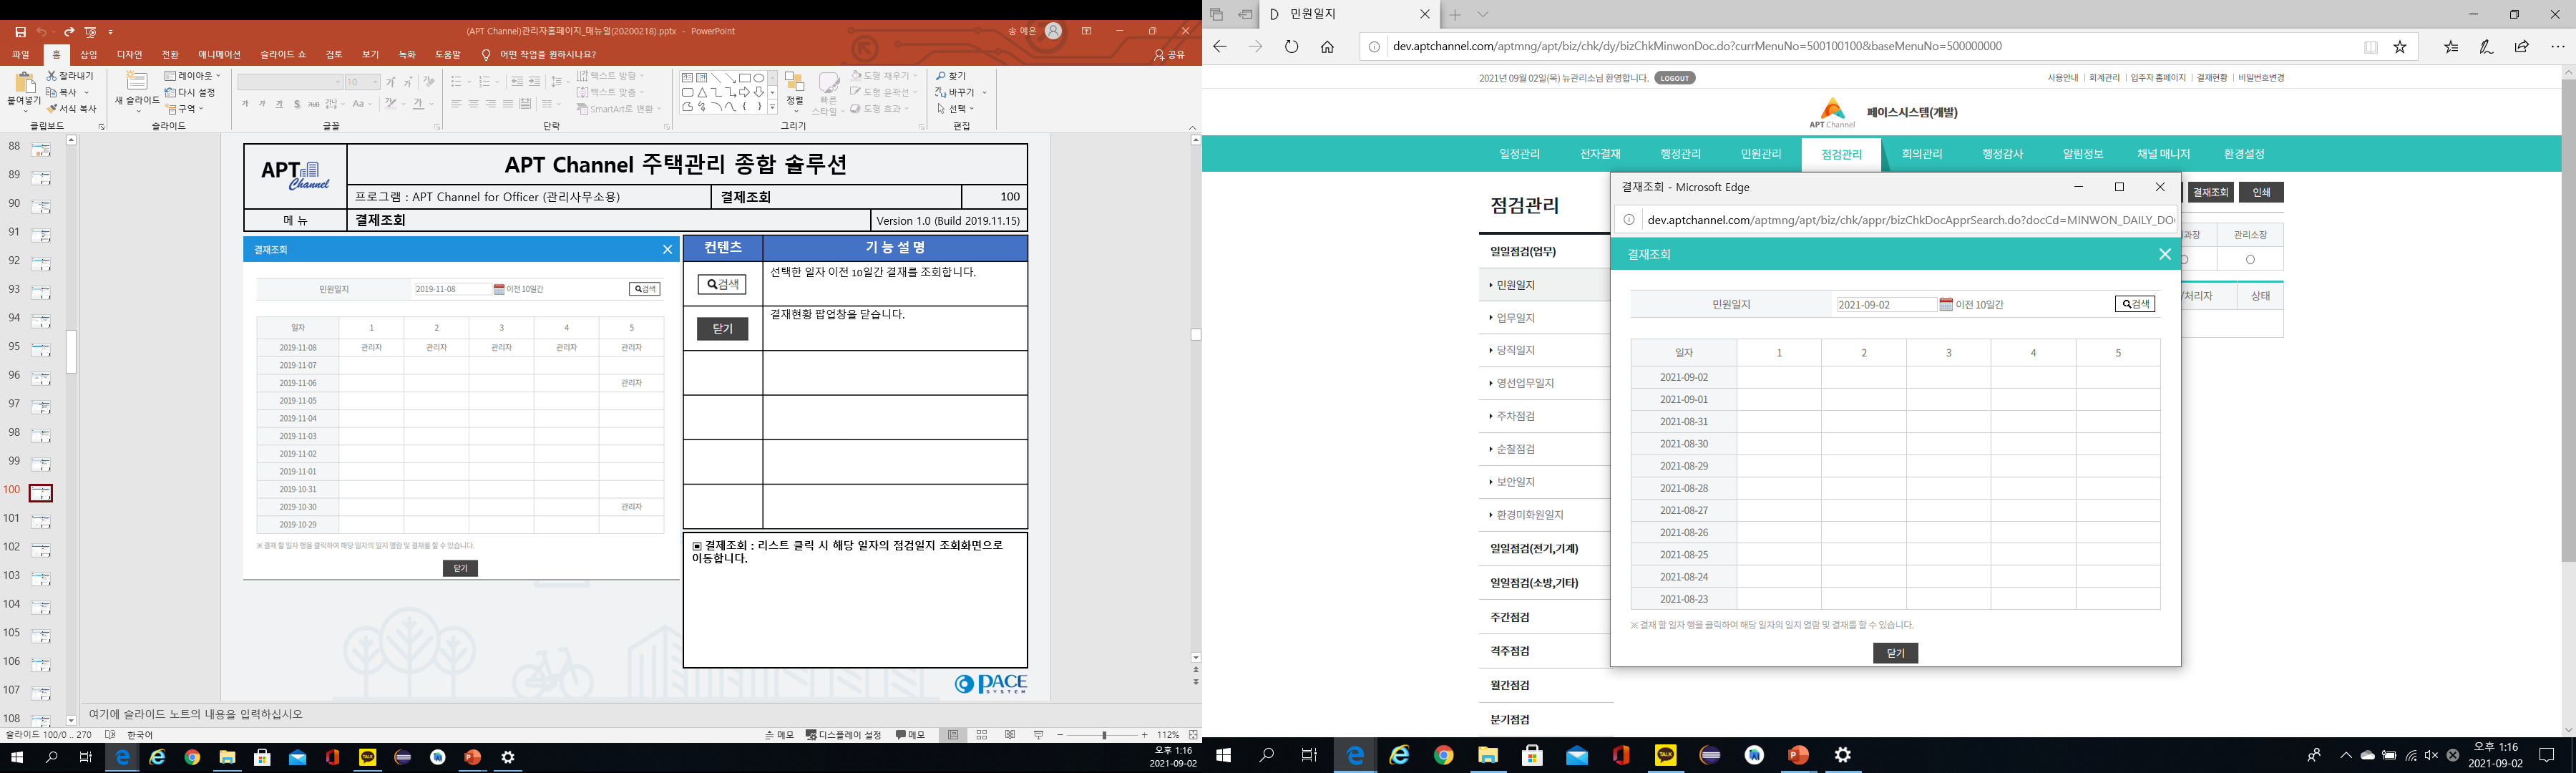 (APT Channel)관리자홈페이지_매뉴얼(20200218).pptx - PowerPoint
송 예은
파일 홈 삽입 디자인 전환 애니메이션 슬라이드 쇼 검토 보기 녹화 도움말 어떤 작업을 원하시나요? 공유
붙여넣기 잘라내기 복사 서식 복사
새 슬라이드 레이아웃 다시 설정 구역
10
텍스트 방향 텍스트 맞춤 SmartArt로 변환
정렬 빠른 스타일 도형 채우기 도형 윤곽선 도형 효과
찾기 바꾸기 선택
클립보드 슬라이드 글꼴 단락 그리기 편집
88
89
90
91
92
93
94
95
96
97
98
99
100
101
102
103
104
105
106
107
108
APT Channel
APT Channel 주택관리 종합 솔루션
프로그램 : APT Channel for Officer (관리사무소용) 결제조회 100
메 뉴 결제조회 Version 1.0 (Build 2019.11.15)
결재조회
민원일지 2019-11-08 이전 10일간 검색
일자 1 2 3 4 5
2019-11-08 관리자 관리자 관리자 관리자 관리자
2019-11-07
2019-11-06 관리자
2019-11-05
2019-11-04
2019-11-03
2019-11-02
2019-11-01
2019-10-31
2019-10-30 관리자
2019-10-29
※ 결재 할 일자 행을 클릭하여 해당 일자의 일지 열람 및 결재를 할 수 있습니다.
닫기
컨텐츠 기 능 설 명
검색 선택한 일자 이전 10일간 결재를 조회합니다.
닫기 결재현황 팝업창을 닫습니다.
▣ 결제조회 : 리스트 클릭 시 해당 일자의 점검일지 조회화면으로
이동합니다.
PACE SYSTEM
여기에 슬라이드 노트의 내용을 입력하십시오
슬라이드 100/0 .. 270 한국어 메모 디스플레이 설정 메모 112%
오후 1:16
2021-09-02
민원일지
dev.aptchannel.com/aptmng/apt/biz/chk/dy/bizChkMinwonDoc.do?currMenuNo=500100100&baseMenuNo=500000000
2021년 09월 02일(목) 뉴관리소님 환영합니다. LOGOUT
사용안내 | 회계관리 | 입주자 홈페이지 | 결재현황 | 비밀번호변경
APT Channel 페이스시스템(개발)
일정관리 전자결재 행정관리 민원관리 점검관리 회의관리 행정감사 알림정보 채널 매니저 환경설정
점검관리
일일점검(업무)
민원일지
업무일지
당직일지
영선업무일지
주차점검
순찰점검
보안일지
환경미화원일지
일일점검(전기,기계)
일일점검(소방,기타)
주간점검
격주점검
월간점검
분기점검
결재조회 인쇄
과장 관리소장
/처리자 상태
결재조회 - Microsoft Edge
dev.aptchannel.com/aptmng/apt/biz/chk/appr/bizChkDocApprSearch.do?docCd=MINWON_DAILY_DO
결재조회
민원일지 2021-09-02 이전 10일간 검색
일자 1 2 3 4 5
2021-09-02
2021-09-01
2021-08-31
2021-08-30
2021-08-29
2021-08-28
2021-08-27
2021-08-26
2021-08-25
2021-08-24
2021-08-23
※ 결재 할 일자 행을 클릭하여 해당 일자의 일지 열람 및 결재를 할 수 있습니다.
닫기
오후 1:16
2021-09-02